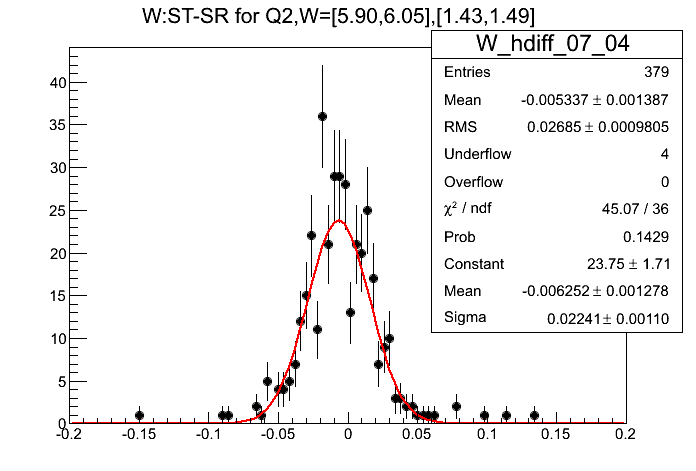 W:ST-SR for Q2,W=[5.90,6.05],[1.43,1.49]
W_hdiff_07_04
Entries 379
Mean -0.005337 ± 0.001387
RMS 0.02685 ± 0.0009805
Underflow 4
Overflow 0
χ² / ndf 45.07 / 36
Prob 0.1429
Constant 23.75 ± 1.71
Mean -0.006252 ± 0.001278
Sigma 0.02241 ± 0.00110
40
35
30
25
20
15
10
5
0
-0.2 -0.15 -0.1 -0.05 0 0.05 0.1 0.15 0.2